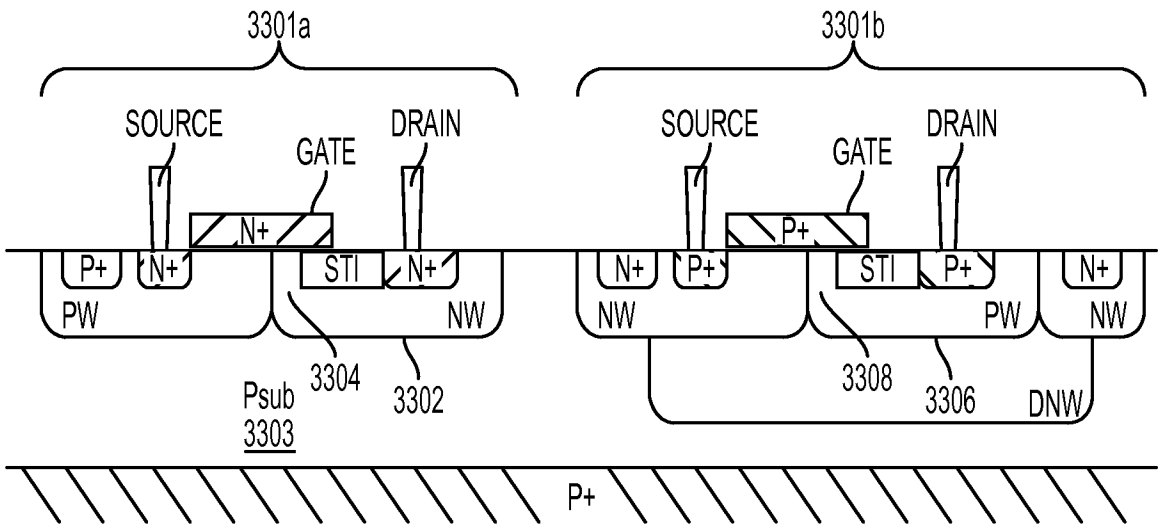 3301a 3301b
SOURCE DRAIN SOURCE DRAIN
GATE GATE
N+ P+
P+ N+ STI N+ N+ P+ STI P+ N+
PW NW NW PW NW
3304 3302 3308 3306 DNW
Psub
3303
P+